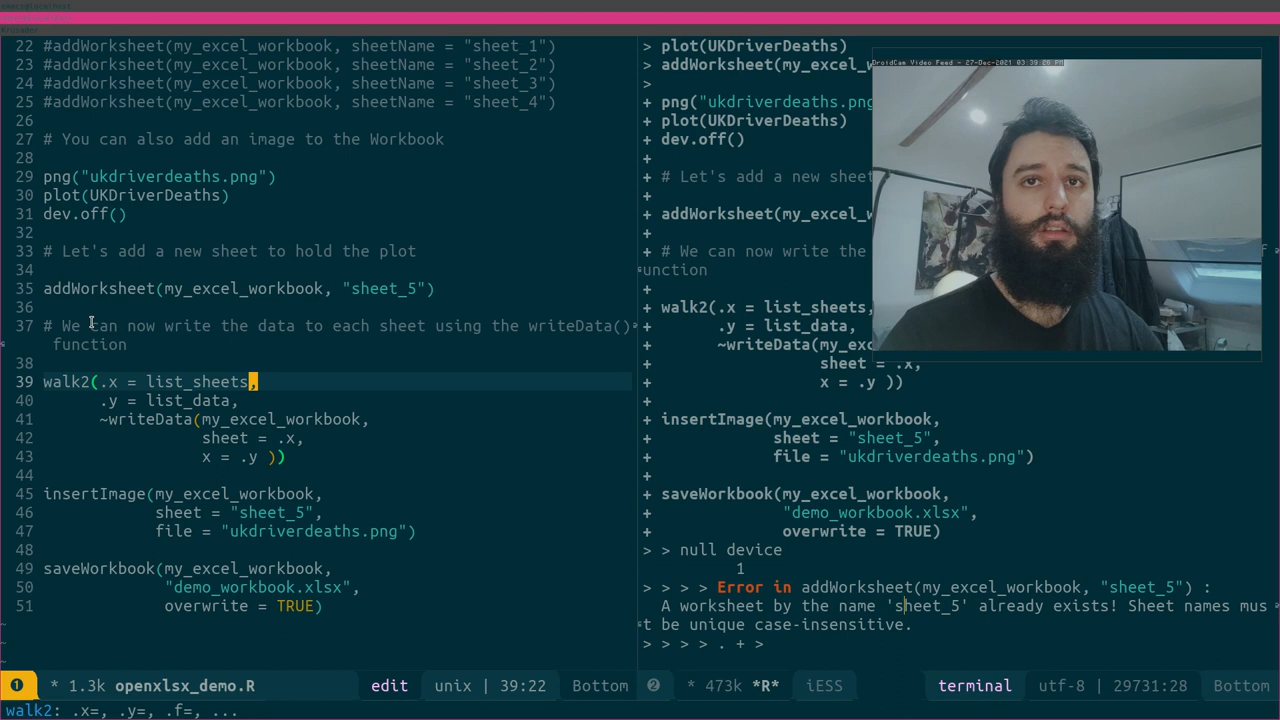 22 #addWorksheet(my_excel_workbook, sheetName = "sheet_1")
23 #addWorksheet(my_excel_workbook, sheetName = "sheet_2")
24 #addWorksheet(my_excel_workbook, sheetName = "sheet_3")
25 #addWorksheet(my_excel_workbook, sheetName = "sheet_4")
26
27 # You can also add an image to the Workbook
28
29 png("ukdriverdeaths.png")
30 plot(UKDriverDeaths)
31 dev.off()
32
33 # Let's add a new sheet to hold the plot
34
35 addWorksheet(my_excel_workbook, "sheet_5")
36
37 # We can now write the data to each sheet using the writeData()
function
38
39 walk2(.x = list_sheets,
40 .y = list_data,
41 ~writeData(my_excel_workbook,
42 sheet = .x,
43 x = .y ))
44
45 insertImage(my_excel_workbook,
46 sheet = "sheet_5",
47 file = "ukdriverdeaths.png")
48
49 saveWorkbook(my_excel_workbook,
50 "demo_workbook.xlsx",
51 overwrite = TRUE)
~
~
~
❶ * 1.3k openxlsx_demo.R edit unix | 39:22 Bottom
> plot(UKDriverDeaths)
> addWorksheet(my_excel_w
>
+ png("ukdriverdeaths.png
+ plot(UKDriverDeaths)
+ dev.off()
+
+ # Let's add a new sheet
+
+ addWorksheet(my_excel_w
+
+ # We can now write the
unction
+
+ walk2(.x = list_sheets,
+ .y = list_data,
+ ~writeData(my_exc
+ sheet = .x,
+ x = .y ))
+
+ insertImage(my_excel_workbook,
+ sheet = "sheet_5",
+ file = "ukdriverdeaths.png")
+
+ saveWorkbook(my_excel_workbook,
+ "demo_workbook.xlsx",
+ overwrite = TRUE)
> > null device
1
> > > > Error in addWorksheet(my_excel_workbook, "sheet_5") :
A worksheet by the name 'sheet_5' already exists! Sheet names mus
t be unique case-insensitive.
> > > > . + >
❷ * 473k *R* iESS terminal utf-8 | 29731:28 Bottom
DroidCam Video Feed - 27-Dec-2021 03:39:26 PM
walk2: .x=, .y=, .f=, ...